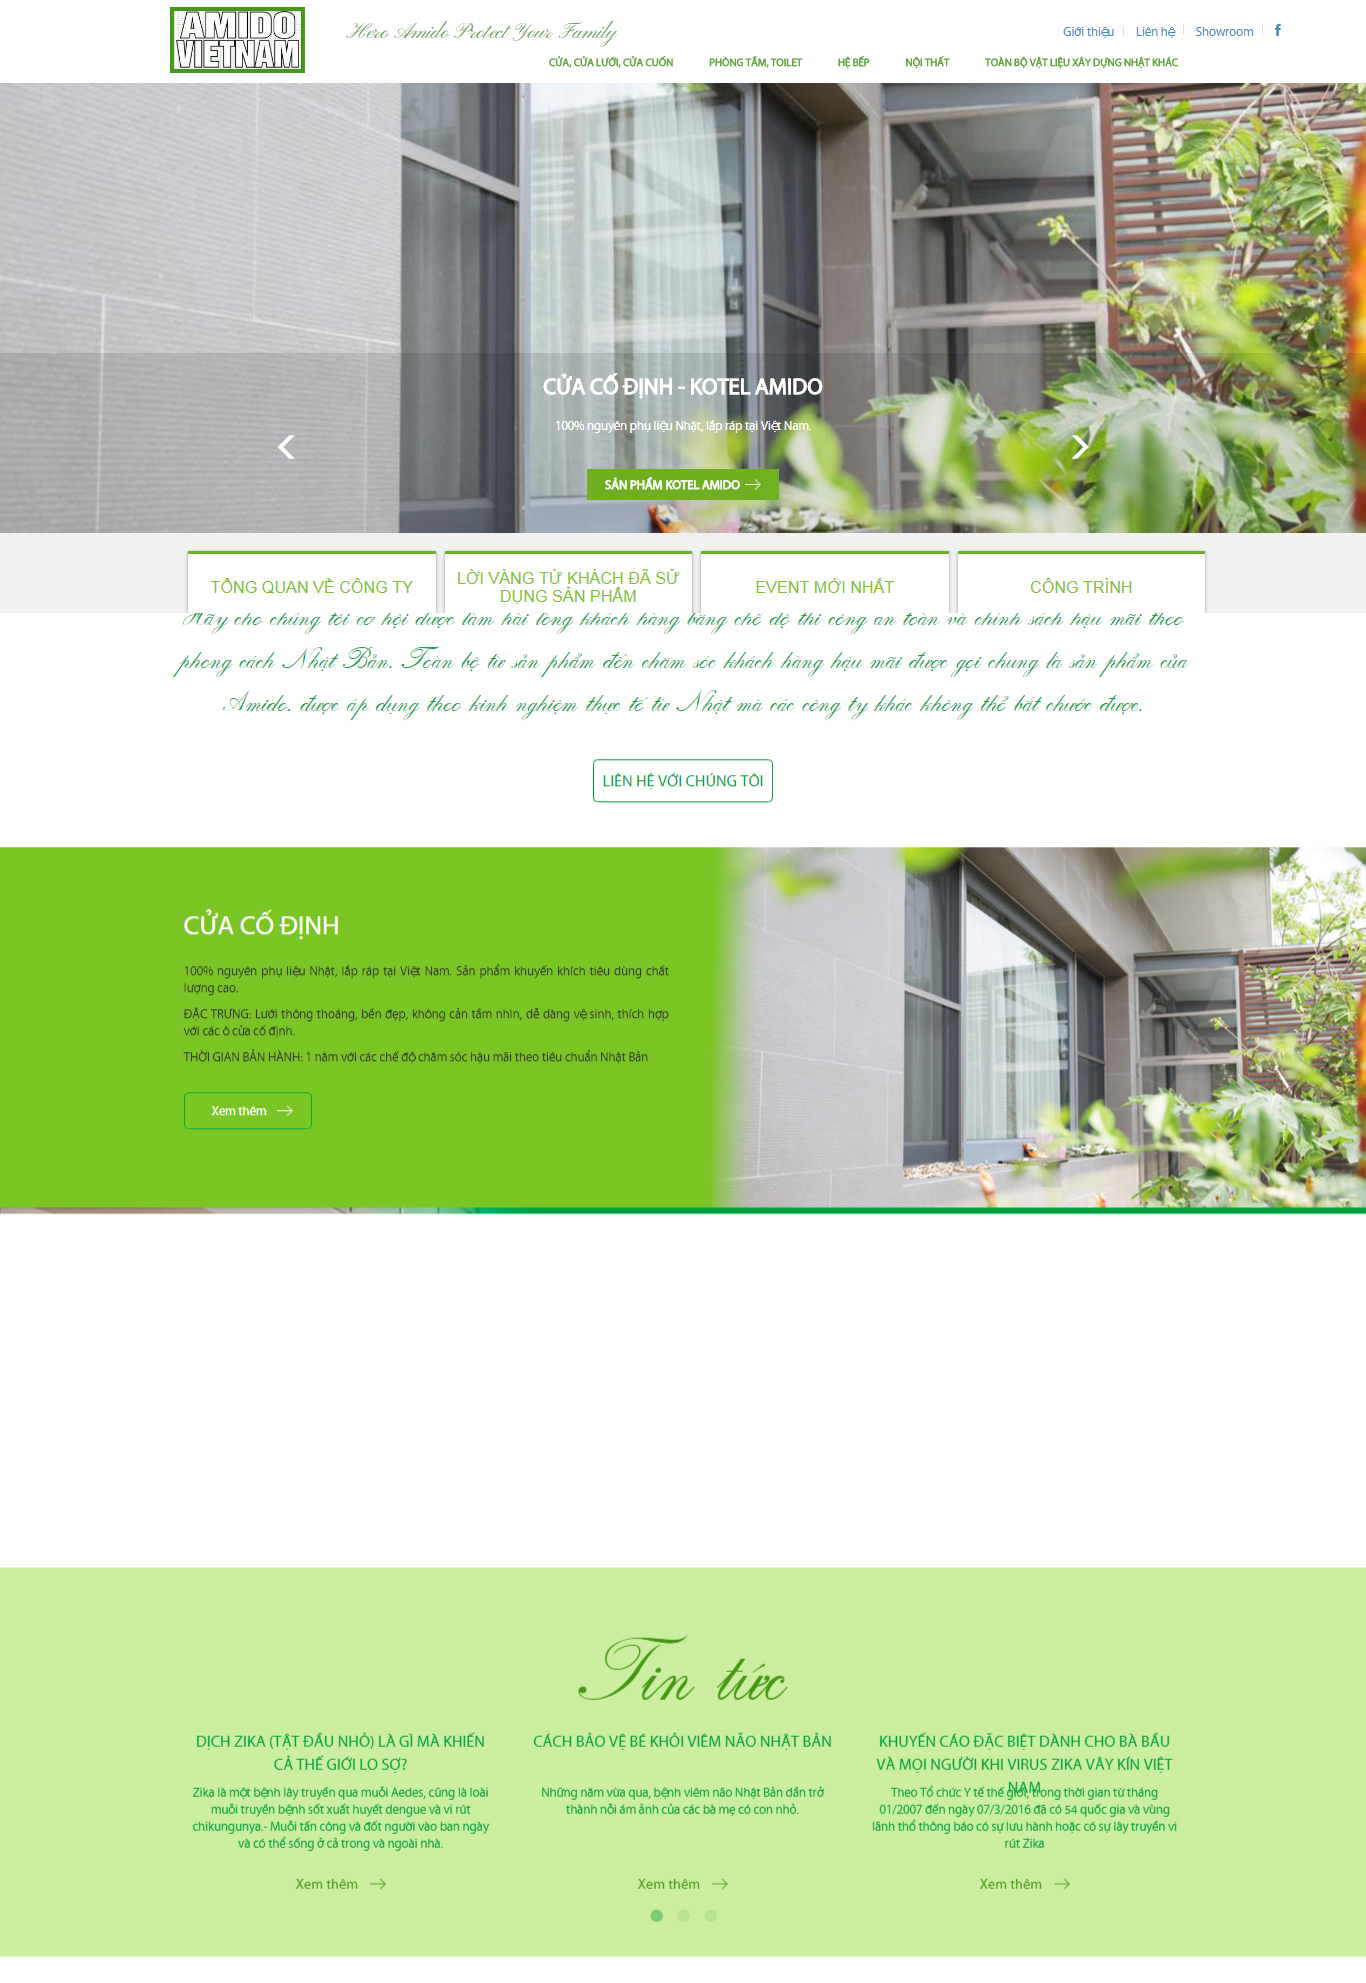 AMIDO
VIETNAM
Hero Amido Protect Your Family
Giới thiệu
Liên hệ
Showroom
CỬA, CỬA LƯỚI, CỬA CUỐN
PHÒNG TẮM, TOILET
HỆ BẾP
NỘI THẤT
TOÀN BỘ VẬT LIỆU XÂY DỰNG NHẬT KHÁC
CỬA CỐ ĐỊNH - KOTEL AMIDO
100% nguyên phụ liệu Nhật, lắp ráp tại Việt Nam.
SẢN PHẨM KOTEL AMIDO
TỔNG QUAN VỀ CÔNG TY
LỜI VÀNG TỪ KHÁCH ĐÃ SỬ
DỤNG SẢN PHẨM
EVENT MỚI NHẤT
CÔNG TRÌNH
Hãy cho chúng tôi cơ hội được làm hài lòng khách hàng bằng chế độ thi công an toàn và chính sách hậu mãi theo
phong cách Nhật Bản. Toàn bộ từ sản phẩm đến chăm sóc khách hàng hậu mãi được gọi chung là sản phẩm của
Amido. được áp dụng theo kinh nghiệm thực tế từ Nhật mà các công ty khác không thể bắt chước được.
LIÊN HỆ VỚI CHÚNG TÔI
CỬA CỐ ĐỊNH
100% nguyên phụ liệu Nhật, lắp ráp tại Việt Nam. Sản phẩm khuyến khích tiêu dùng chất
lượng cao.
ĐẶC TRƯNG: Lưới thông thoáng, bền đẹp, không cản tầm nhìn, dễ dàng vệ sinh, thích hợp
với các ô cửa cố định.
THỜI GIAN BẢN HÀNH: 1 năm với các chế độ chăm sóc hậu mãi theo tiêu chuẩn Nhật Bản
Xem thêm
Tin tức
DỊCH ZIKA (TẬT ĐẦU NHỎ) LÀ GÌ MÀ KHIẾN
CẢ THẾ GIỚI LO SỢ?
Zika là một bệnh lây truyền qua muỗi Aedes, cũng là loài
muỗi truyền bệnh sốt xuất huyết dengue và vi rút
chikungunya.- Muỗi tấn công và đốt người vào ban ngày
và có thể sống ở cả trong và ngoài nhà.
Xem thêm
CÁCH BẢO VỆ BÉ KHỎI VIÊM NÃO NHẬT BẢN
Những năm vừa qua, bệnh viêm não Nhật Bản dần trở
thành nỗi ám ảnh của các bà mẹ có con nhỏ.
Xem thêm
KHUYẾN CÁO ĐẶC BIỆT DÀNH CHO BÀ BẦU
VÀ MỌI NGƯỜI KHI VIRUS ZIKA VÂY KÍN VIỆT
NAM
Theo Tổ chức Y tế thế giới, trong thời gian từ tháng
01/2007 đến ngày 07/3/2016 đã có 54 quốc gia và vùng
lãnh thổ thông báo có sự lưu hành hoặc có sự lây truyền vi
rút Zika
Xem thêm